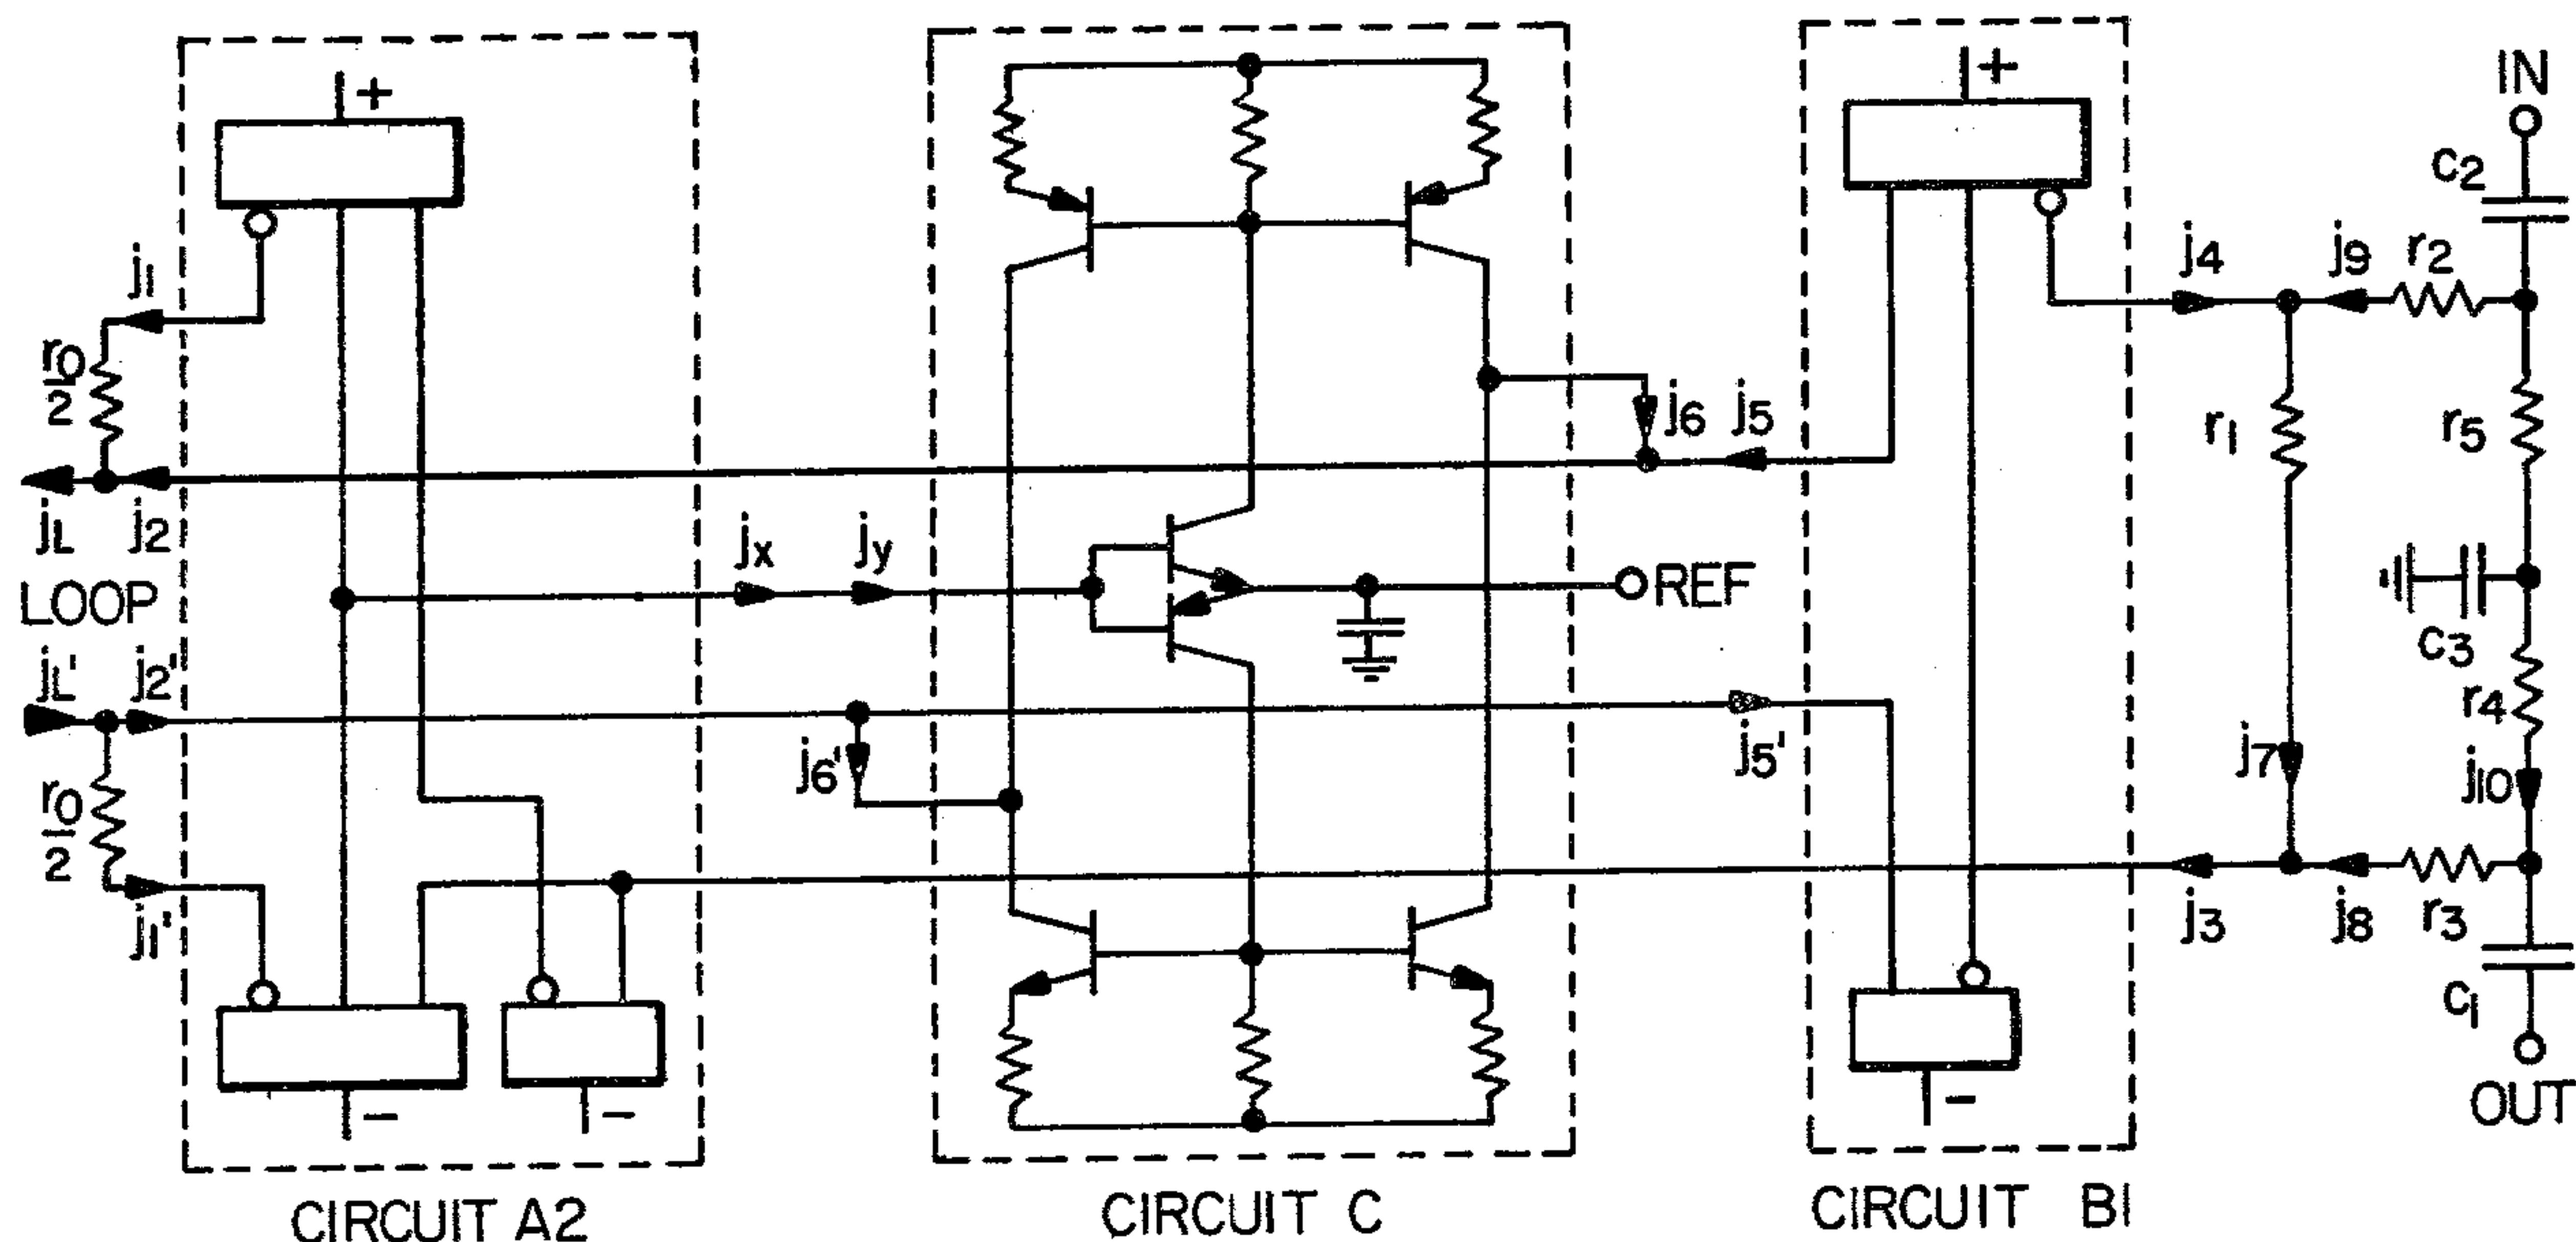 +
j1
r0
2
jL
j2
LOOP
jL'
j2'
r0
2
j1'
-
-
CIRCUIT A2
jx
jy
j6'
REF
j6
j5
j5'
CIRCUIT C
+
-
CIRCUIT B1
IN
c2
j4
j9
r2
r1
r5
c3
r4
j7
j10
j3
j8
r3
c1
OUT